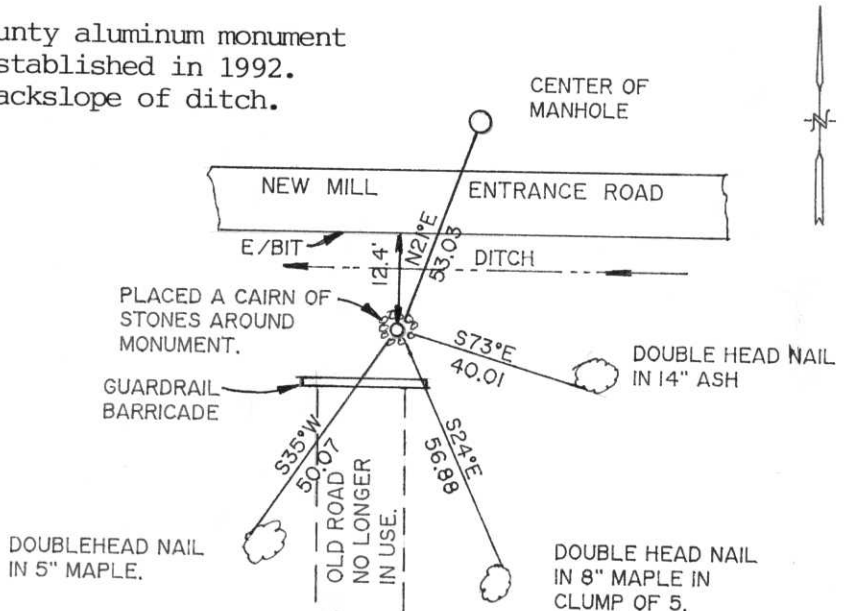 unty aluminum monument
stablished in 1992.
ackslope of ditch.
CENTER OF
MANHOLE
N
NEW MILL ENTRANCE ROAD
E/BIT
12.4'
N21°E
53.03
DITCH
PLACED A CAIRN OF
STONES AROUND
MONUMENT.
S73°E
40.01
DOUBLE HEAD NAIL
IN 14" ASH
GUARDRAIL
BARRICADE
S35°W
50.07
S24°E
56.88
OLD ROAD
NO LONGER
IN USE.
DOUBLEHEAD NAIL
IN 5" MAPLE.
DOUBLE HEAD NAIL
IN 8" MAPLE IN
CLUMP OF 5.